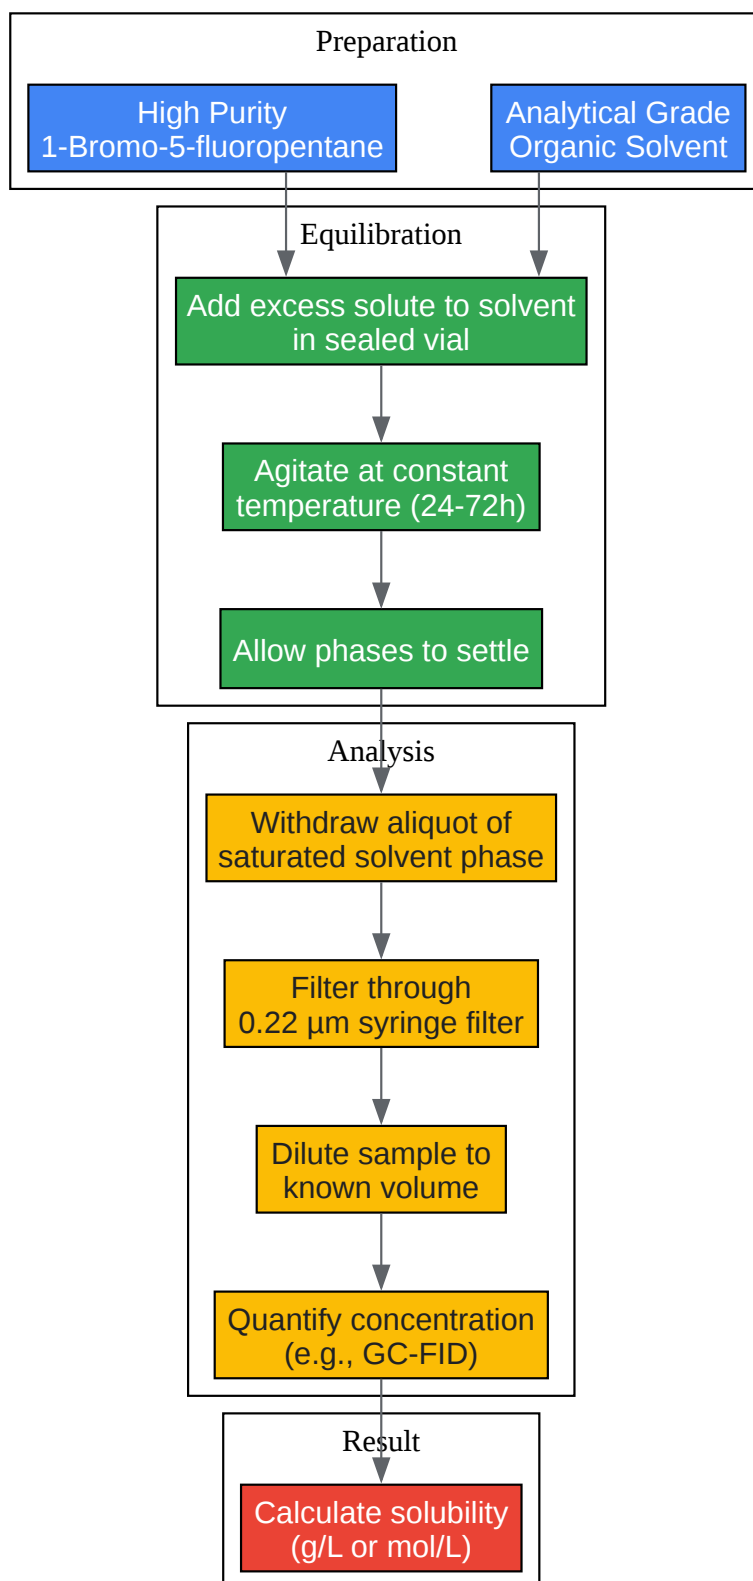 Preparation
High Purity
1-Bromo-5-fluoropentane
Analytical Grade
Organic Solvent
Equilibration
Add excess solute to solvent
in sealed vial
Agitate at constant
temperature (24-72h)
Allow phases to settle
Analysis
Withdraw aliquot of
saturated solvent phase
Filter through
0.22 µm syringe filter
Dilute sample to
known volume
Quantify concentration
(e.g., GC-FID)
Result
Calculate solubility
(g/L or mol/L)